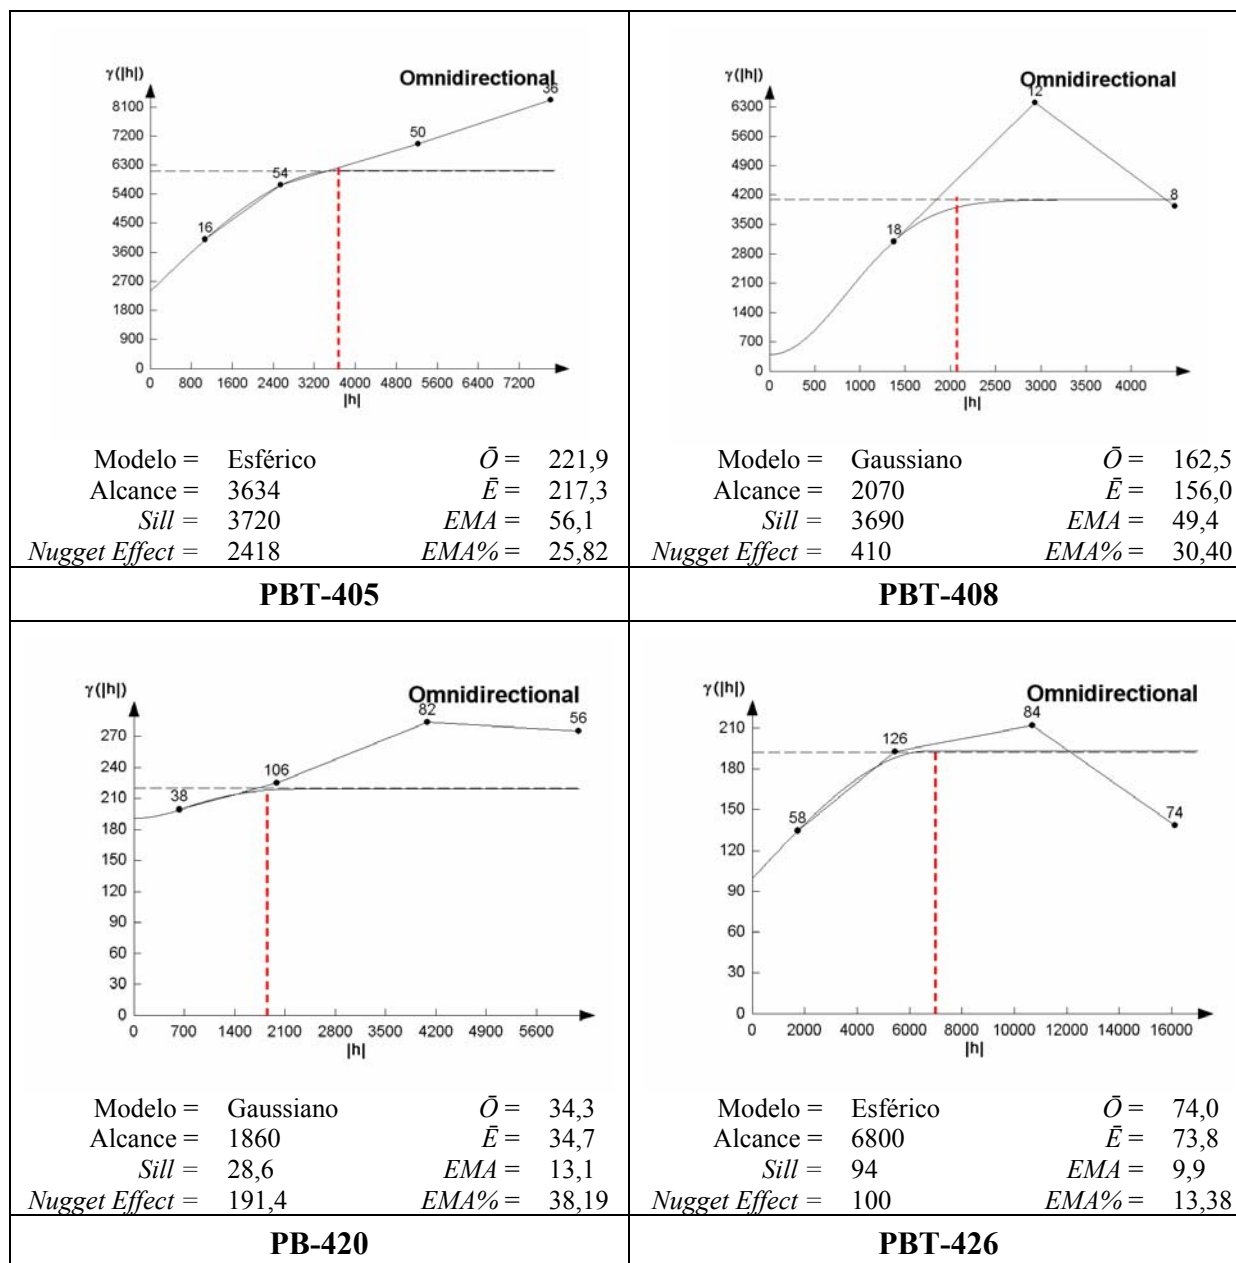 γ(|h|)
Omnidirectional
8100
7200
6300
5400
4500
3600
2700
1800
900
0
16
54
50
36
0 800 1600 2400 3200 4000 4800 5600 6400 7200
|h|
Modelo = Esférico Ō = 221,9
Alcance = 3634 Ē = 217,3
Sill = 3720 EMA = 56,1
Nugget Effect = 2418 EMA% = 25,82
PBT-405
γ(|h|)
Omnidirectional
6300
5600
4900
4200
3500
2800
2100
1400
700
0
18
12
8
0 500 1000 1500 2000 2500 3000 3500 4000
|h|
Modelo = Gaussiano Ō = 162,5
Alcance = 2070 Ē = 156,0
Sill = 3690 EMA = 49,4
Nugget Effect = 410 EMA% = 30,40
PBT-408
γ(|h|)
Omnidirectional
270
240
210
180
150
120
90
60
30
0
38
106
82
56
0 700 1400 2100 2800 3500 4200 4900 5600
|h|
Modelo = Gaussiano Ō = 34,3
Alcance = 1860 Ē = 34,7
Sill = 28,6 EMA = 13,1
Nugget Effect = 191,4 EMA% = 38,19
PB-420
γ(|h|)
Omnidirectional
210
180
150
120
90
60
30
0
58
126
84
74
0 2000 4000 6000 8000 10000 12000 14000 16000
|h|
Modelo = Esférico Ō = 74,0
Alcance = 6800 Ē = 73,8
Sill = 94 EMA = 9,9
Nugget Effect = 100 EMA% = 13,38
PBT-426